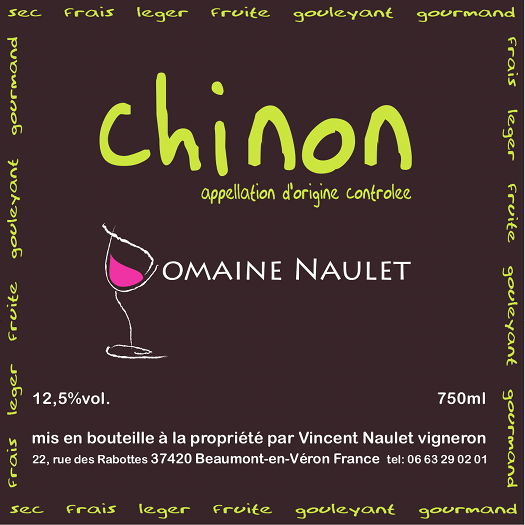 sec frais leger fruite gouleyant gourmand
chinon
appellation d'origine controlee
DOMAINE NAULET
12,5%vol. 750ml
mis en bouteille à la propriété par Vincent Naulet vigneron
22, rue des Rabottes 37420 Beaumont-en-Véron France tel: 06 63 29 02 01
frais leger fruite gouleyant gourmand
frais leger fruite gouleyant gourmand
sec frais leger fruite gouleyant gourmand